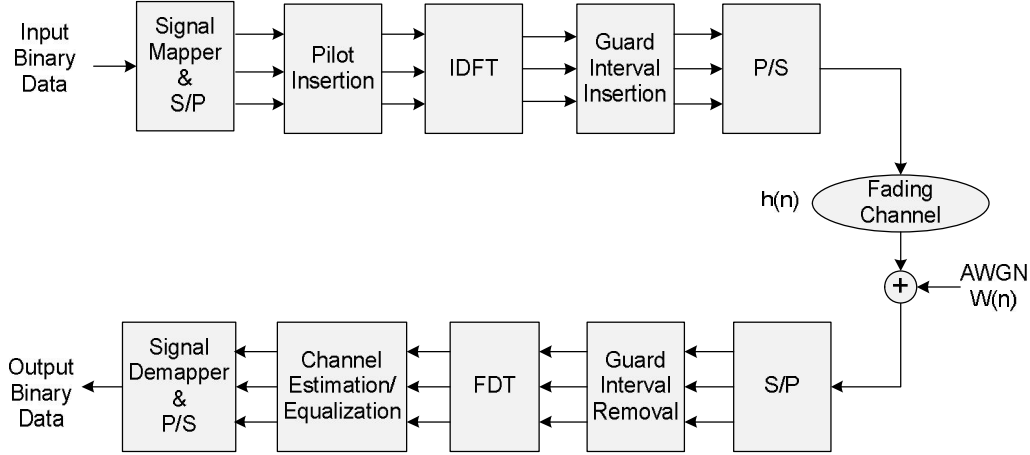 Input
Binary
Data
Signal
Mapper
&
S/P
Pilot
Insertion
IDFT
Guard
Interval
Insertion
P/S
h(n)
Fading
Channel
+
AWGN
W(n)
Output
Binary
Data
Signal
Demapper
&
P/S
Channel
Estimation/
Equalization
FDT
Guard
Interval
Removal
S/P